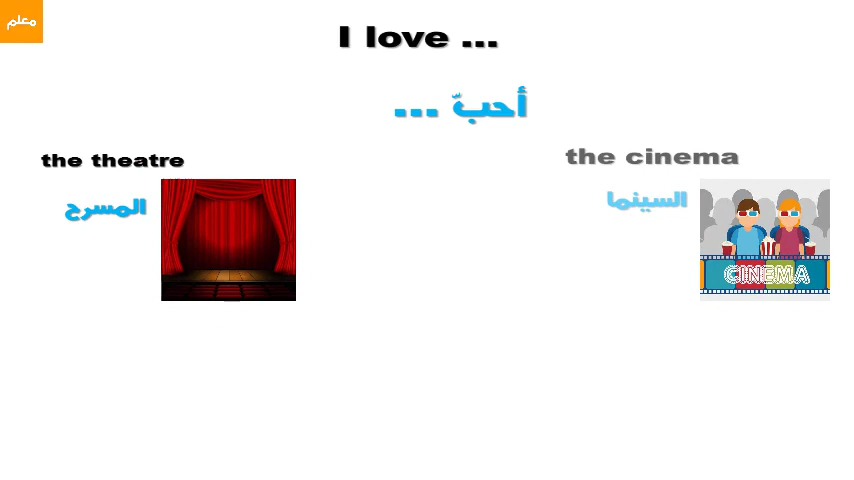 معلم
I love ...
أحبّ ...
the theatre
المسرح
the cinema
السينما
CINEMA